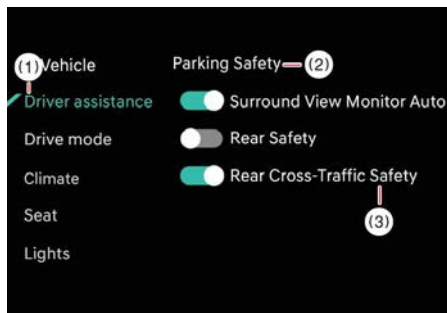 (1) Vehicle
Driver assistance
Drive mode
Climate
Seat
Lights
Parking Safety (2)
Surround View Monitor Auto
Rear Safety
Rear Cross-Traffic Safety
(3)